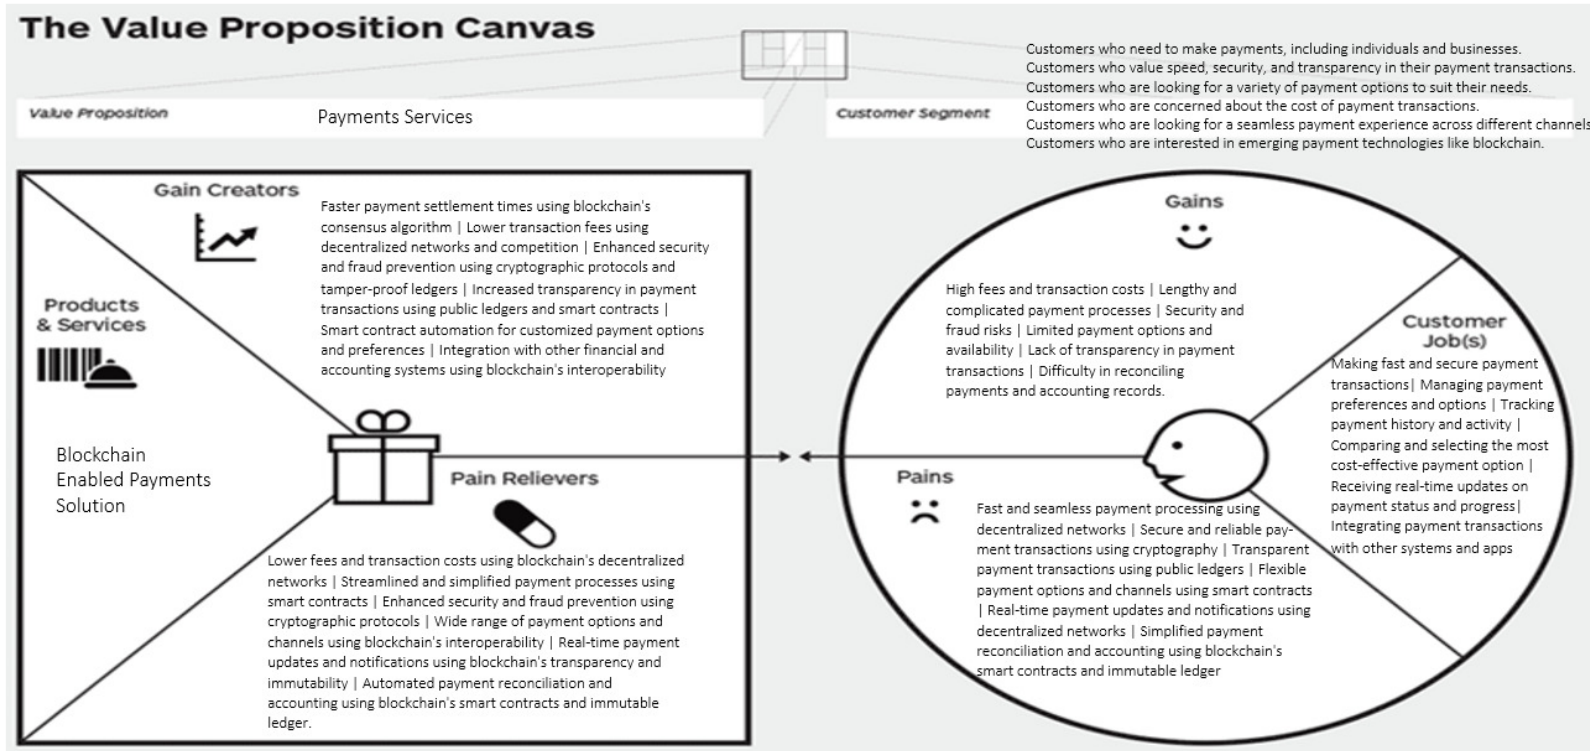 The Value Proposition Canvas
Value Proposition
Payments Services
Customer Segment
Customers who need to make payments, including individuals and businesses.
Customers who value speed, security, and transparency in their payment transactions.
Customers who are looking for a variety of payment options to suit their needs.
Customers who are concerned about the cost of payment transactions.
Customers who are looking for a seamless payment experience across different channels
Customers who are interested in emerging payment technologies like blockchain.
Gain Creators
Faster payment settlement times using blockchain's
consensus algorithm | Lower transaction fees using
decentralized networks and competition | Enhanced security
and fraud prevention using cryptographic protocols and
tamper-proof ledgers | Increased transparency in payment
transactions using public ledgers and smart contracts |
Smart contract automation for customized payment options
and preferences | Integration with other financial and
accounting systems using blockchain's interoperability
Products
& Services
Blockchain
Enabled Payments
Solution
Pain Relievers
Lower fees and transaction costs using blockchain's decentralized
networks | Streamlined and simplified payment processes using
smart contracts | Enhanced security and fraud prevention using
cryptographic protocols | Wide range of payment options and
channels using blockchain's interoperability | Real-time payment
updates and notifications using blockchain's transparency and
immutability | Automated payment reconciliation and
accounting using blockchain's smart contracts and immutable
ledger.
Gains
High fees and transaction costs | Lengthy and
complicated payment processes | Security and
fraud risks | Limited payment options and
availability | Lack of transparency in payment
transactions | Difficulty in reconciling
payments and accounting records.
Customer
Job(s)
Making fast and secure payment
transactions| Managing payment
preferences and options | Tracking
payment history and activity |
Comparing and selecting the most
cost-effective payment option |
Receiving real-time updates on
payment status and progress|
Integrating payment transactions
with other systems and apps
Pains
Fast and seamless payment processing using
decentralized networks | Secure and reliable pay-
ment transactions using cryptography | Transparent
payment transactions using public ledgers | Flexible
payment options and channels using smart contracts
| Real-time payment updates and notifications using
decentralized networks | Simplified payment
reconciliation and accounting using blockchain's
smart contracts and immutable ledger